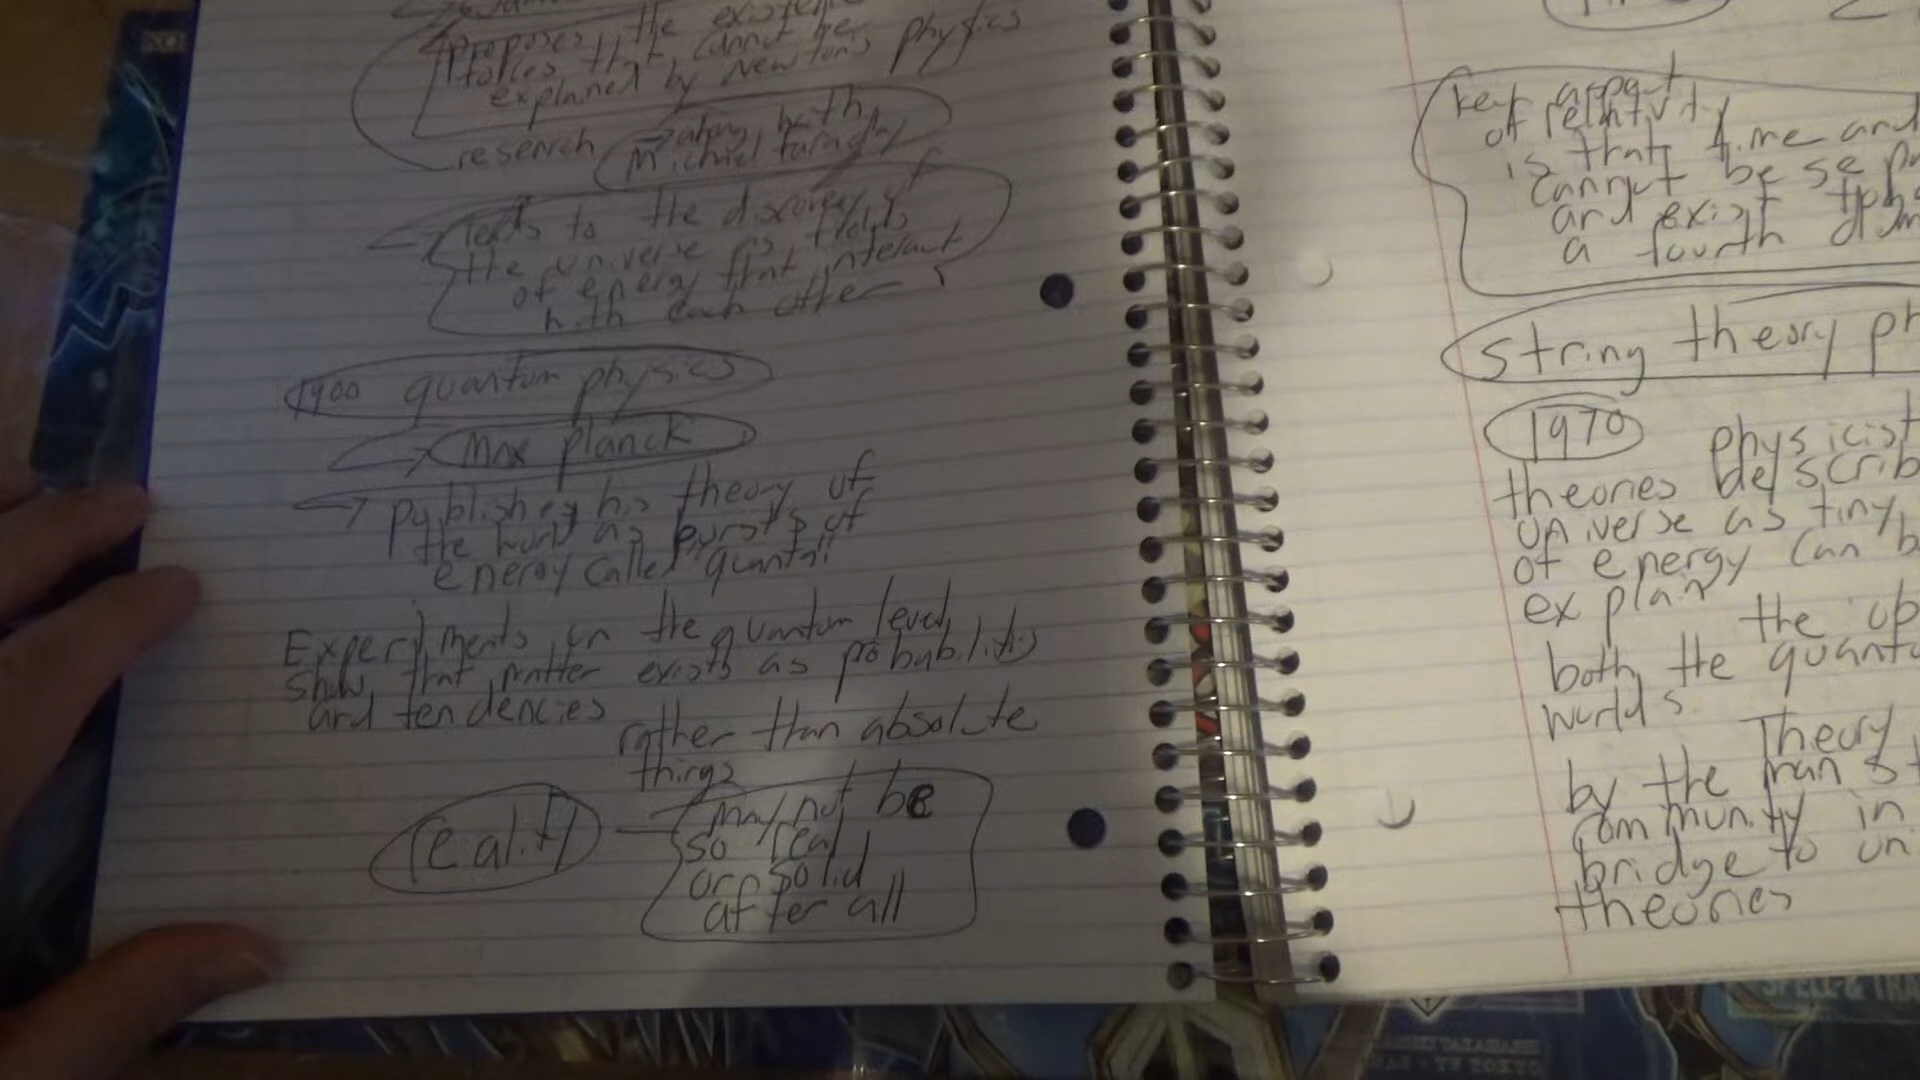 proposes the existence
forces that cannot be
explained by Newton's physics
research → along with
Michael faraday
leads to the discovery of
the universe as fields
of energy that interact
with each other
1900 quantum physics
Max planck
publishes his theory of
the world as bursts of
energy called "quanta"
Experiments on the quantum level
show that matter exists as probabilities
and tendencies
rather than absolute
things
reality
may not be
so real
or solid
after all
key aspect
of relativity
is that time and
cannot be
and exist
a fourth
String theory
1970 physicist
theories
universe as tiny
of energy can
explain
the
both the
worlds
Theory
by the
community in
bridge to
theories